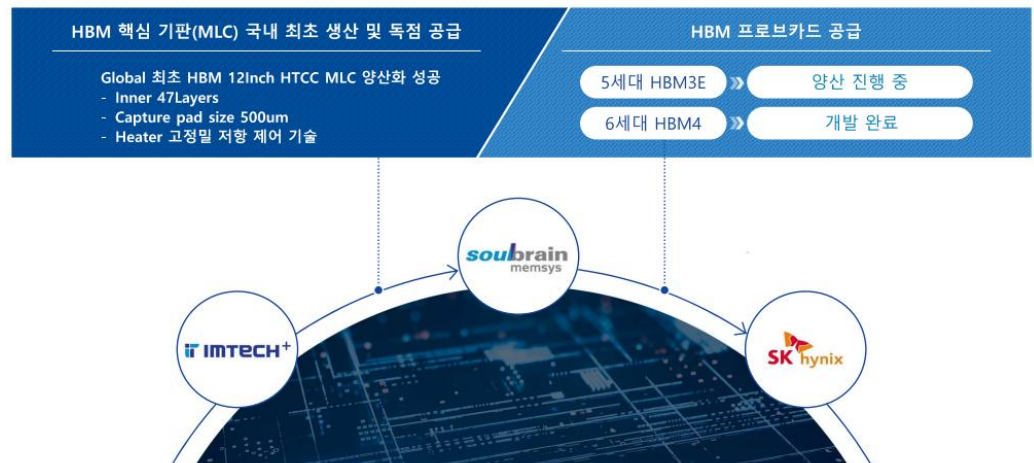 HBM 핵심 기판(MLC) 국내 최초 생산 및 독점 공급
Global 최초 HBM 12Inch HTCC MLC 양산화 성공
- Inner 47Layers
- Capture pad size 500um
- Heater 고정밀 저항 제어 기술
HBM 프로브카드 공급
5세대 HBM3E
양산 진행 중
6세대 HBM4
개발 완료
soulbrain
memsys
IMTECH+
SK hynix